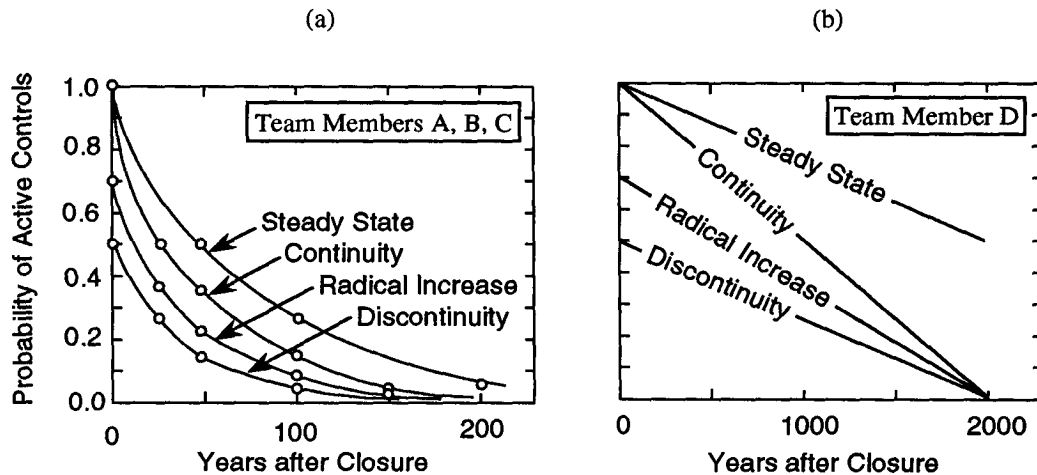 (a)
Probability of Active Controls
1.0
0.8
0.6
0.4
0.2
0.0
Team Members A, B, C
Steady State
Continuity
Radical Increase
Discontinuity
0
100
200
Years after Closure
(b)
Team Member D
Steady State
Continuity
Radical Increase
Discontinuity
0
1000
2000
Years after Closure